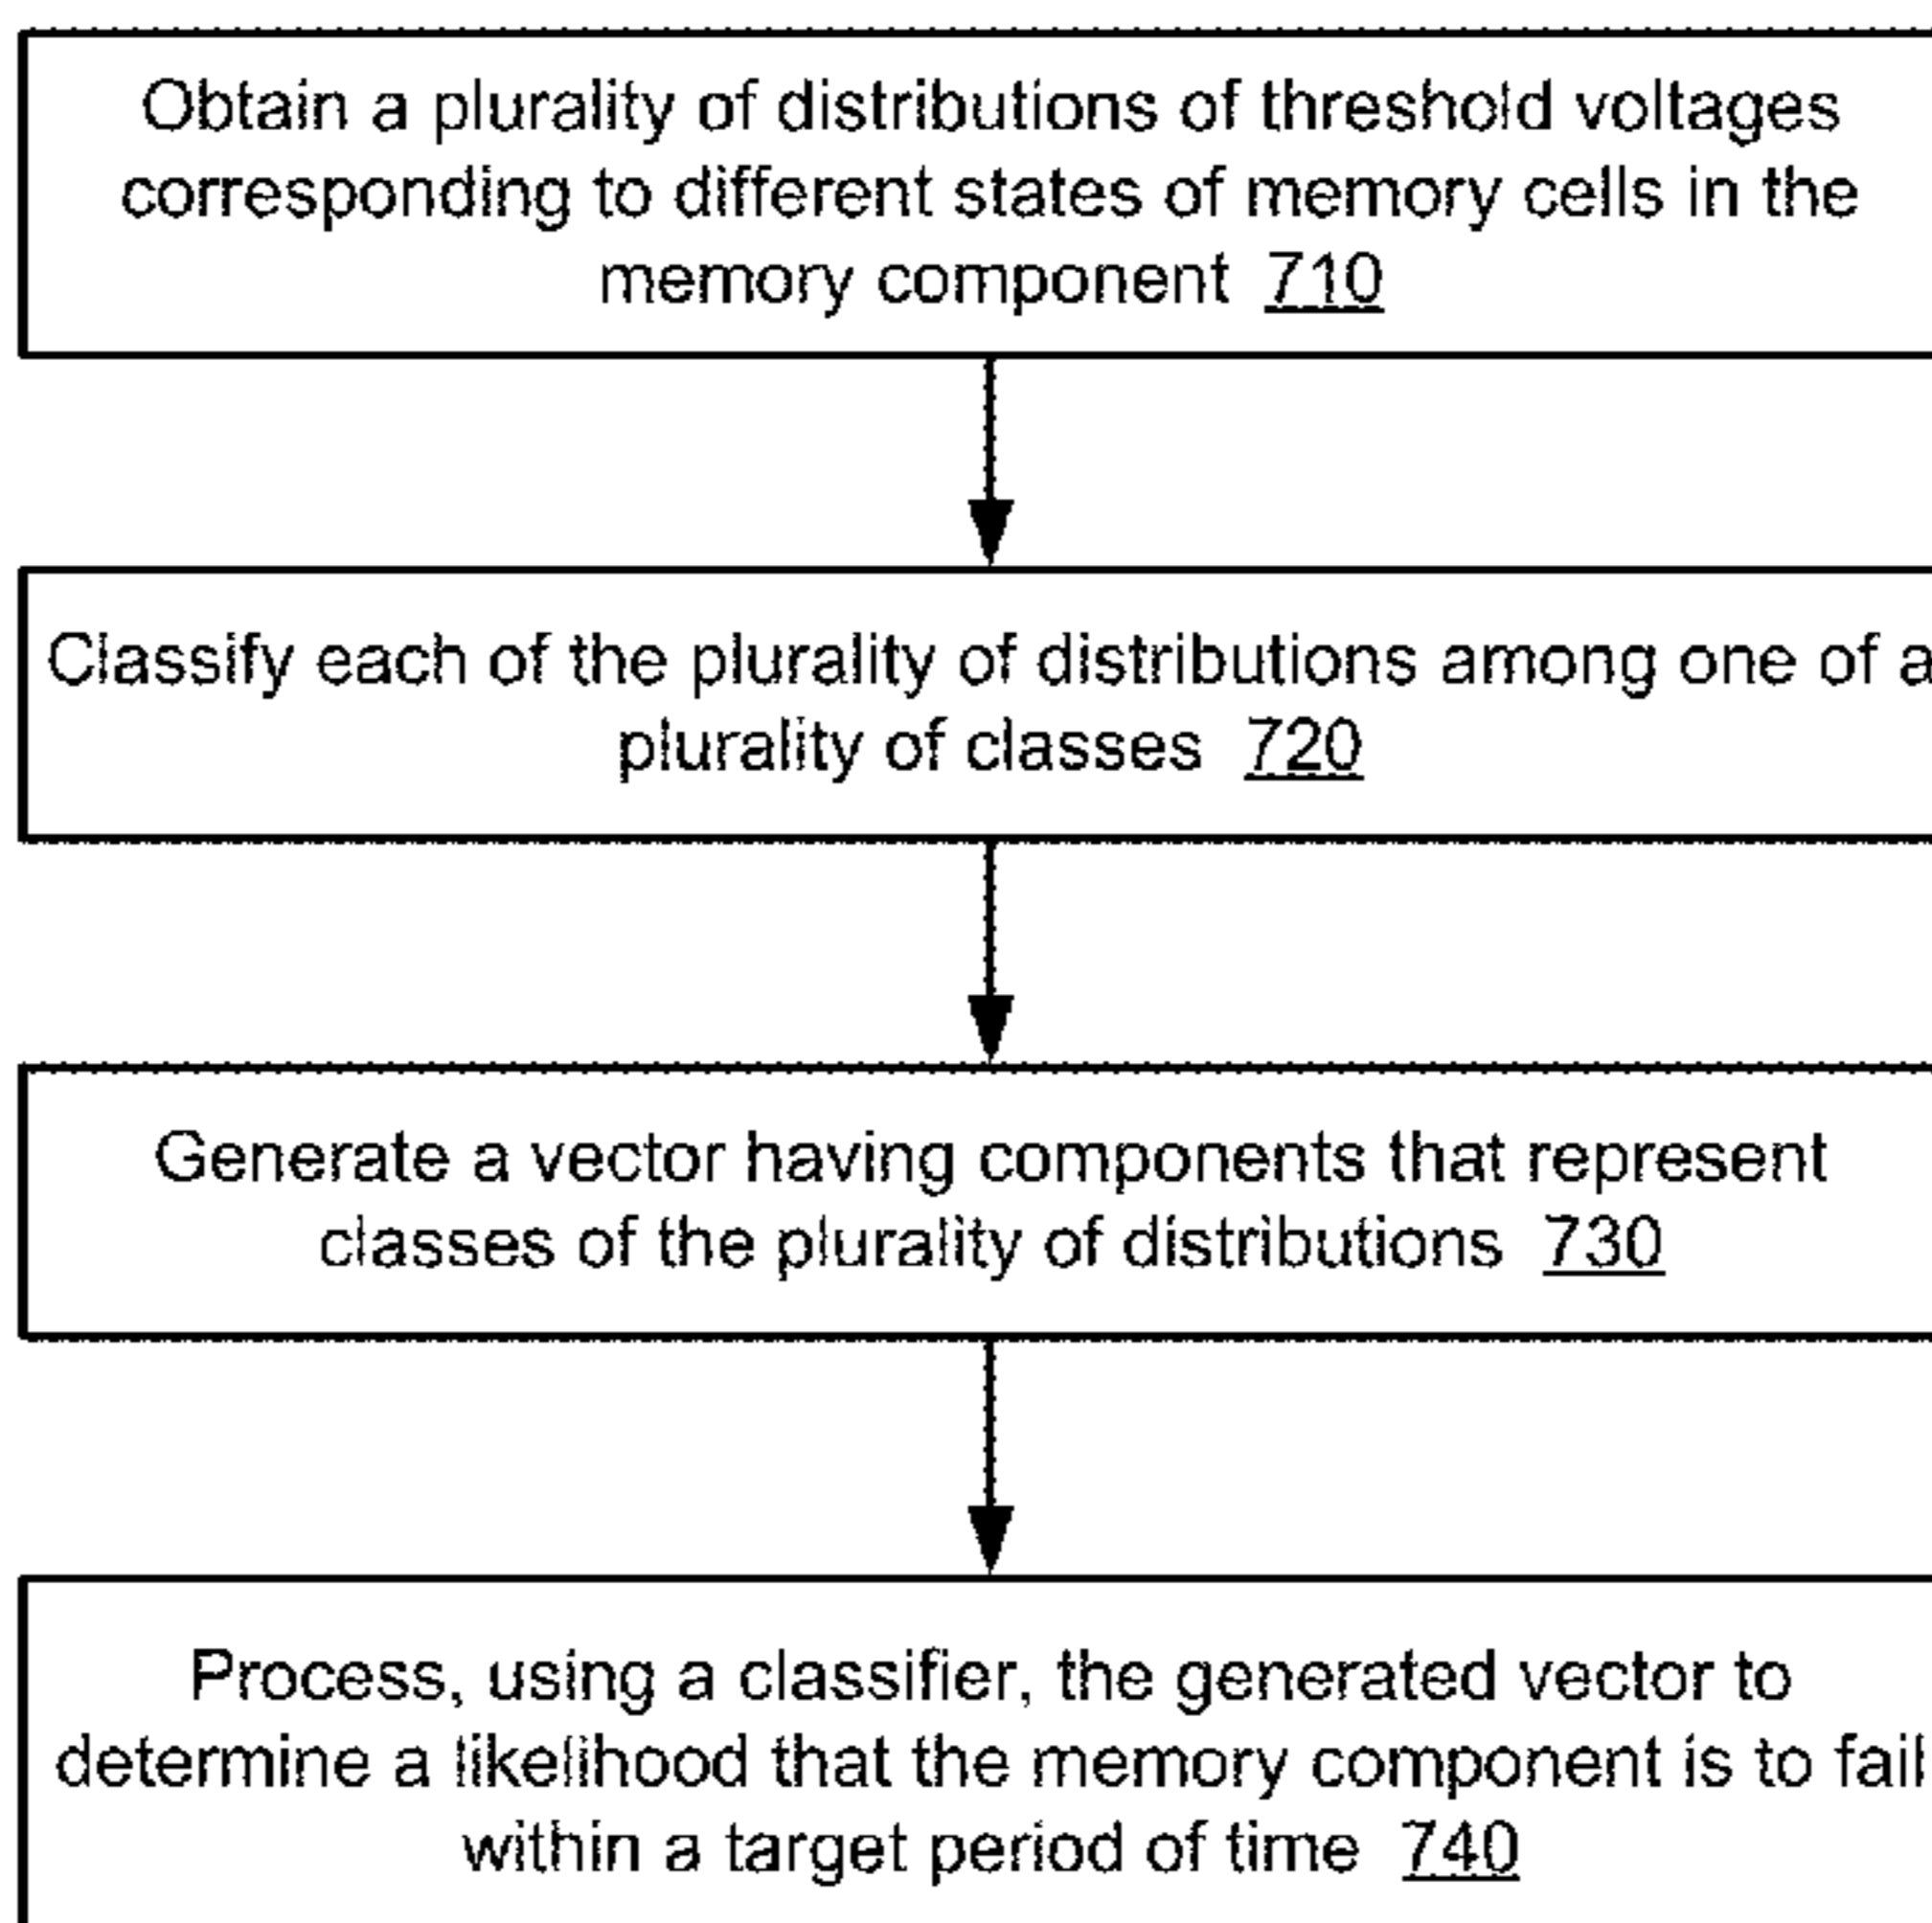 Obtain a plurality of distributions of threshold voltages
corresponding to different states of memory cells in the
memory component 710
Classify each of the plurality of distributions among one of a
plurality of classes 720
Generate a vector having components that represent
classes of the plurality of distributions 730
Process, using a classifier, the generated vector to
determine a likelihood that the memory component is to fail
within a target period of time 740